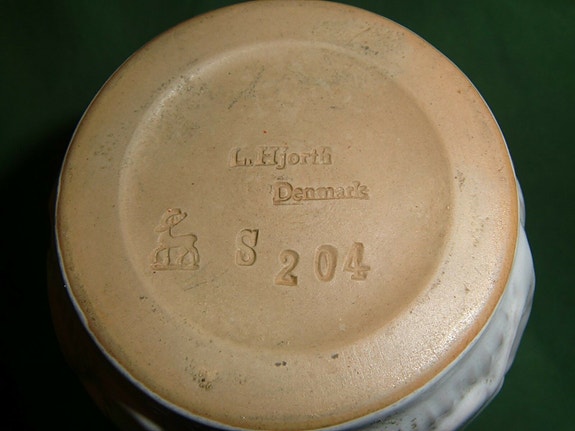 L. Hjorth
Denmark
S 204